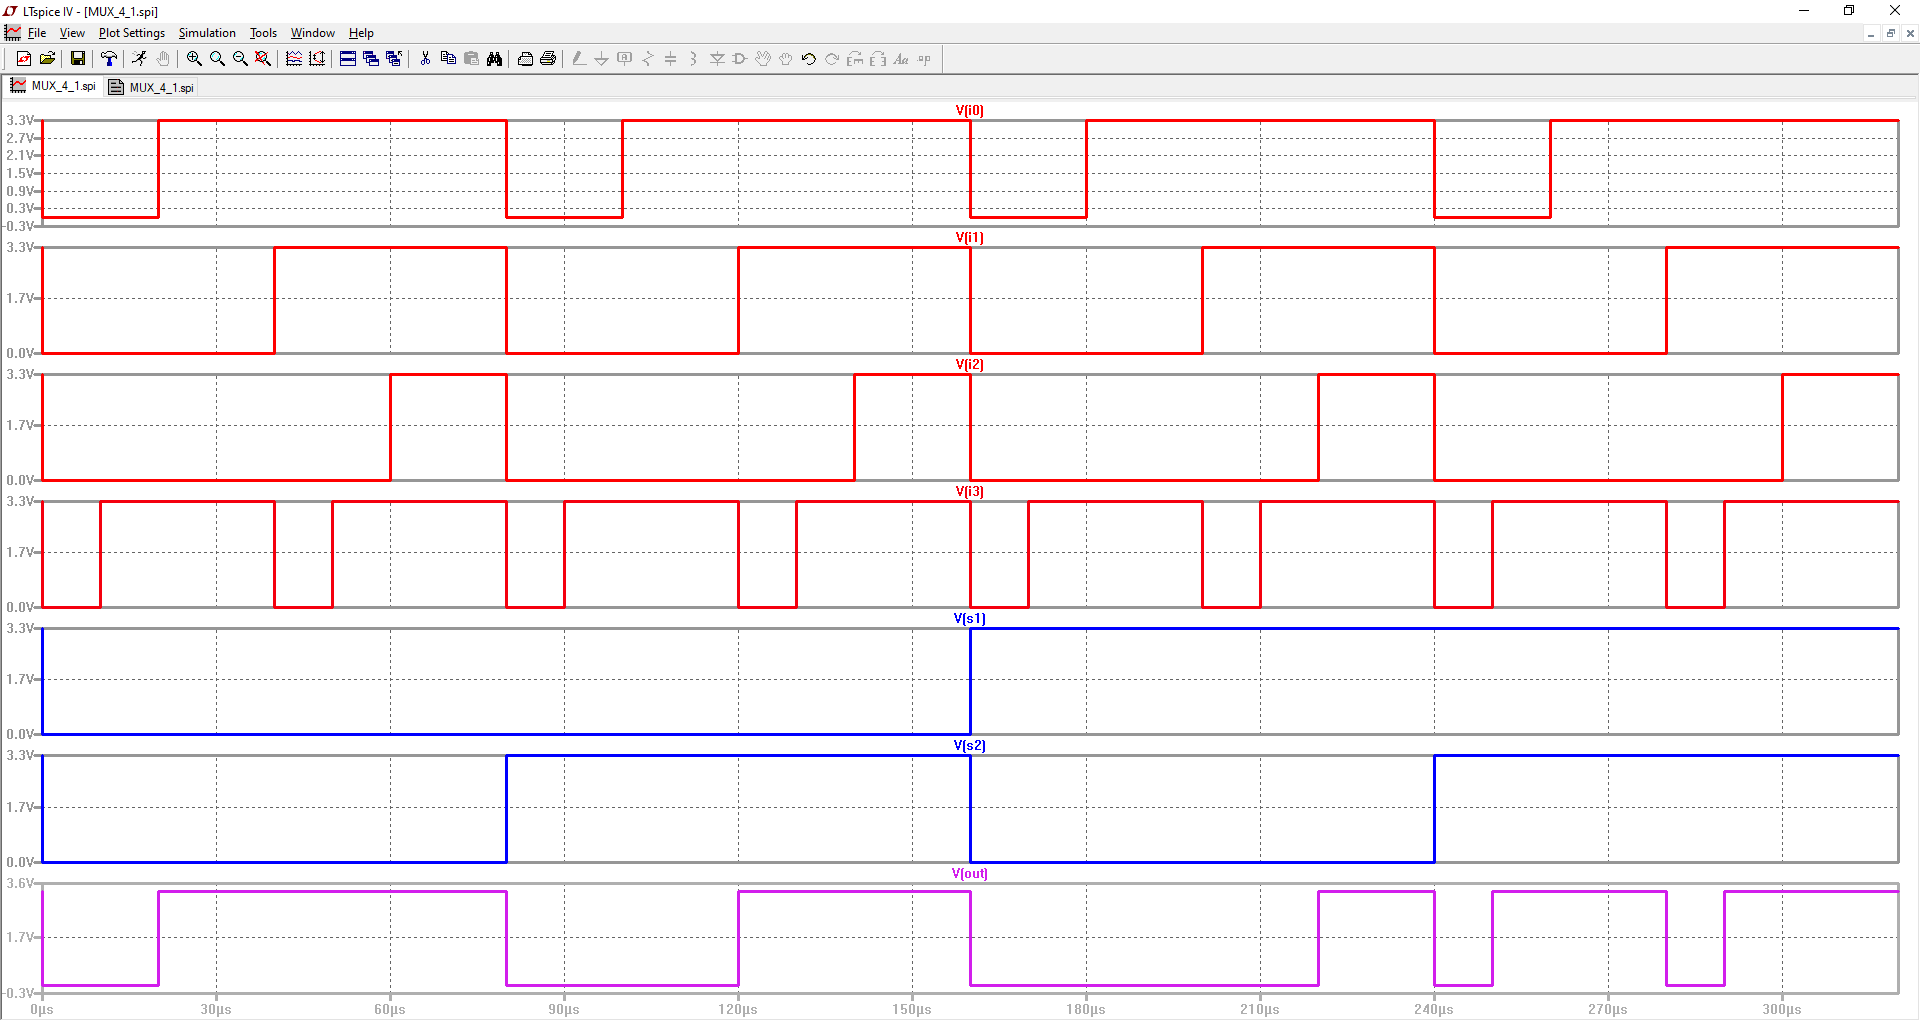 LTspice IV - [MUX_4_1.spi]
File View Plot Settings Simulation Tools Window Help
MUX_4_1.spi MUX_4_1.spi
V(i0)
3.3V
2.7V
2.1V
1.5V
0.9V
0.3V
-0.3V
V(i1)
3.3V
1.7V
0.0V
V(i2)
3.3V
1.7V
0.0V
V(i3)
3.3V
1.7V
0.0V
V(s1)
3.3V
1.7V
0.0V
V(s2)
3.3V
1.7V
0.0V
V(out)
3.6V
1.7V
-0.3V
0µs 30µs 60µs 90µs 120µs 150µs 180µs 210µs 240µs 270µs 300µs